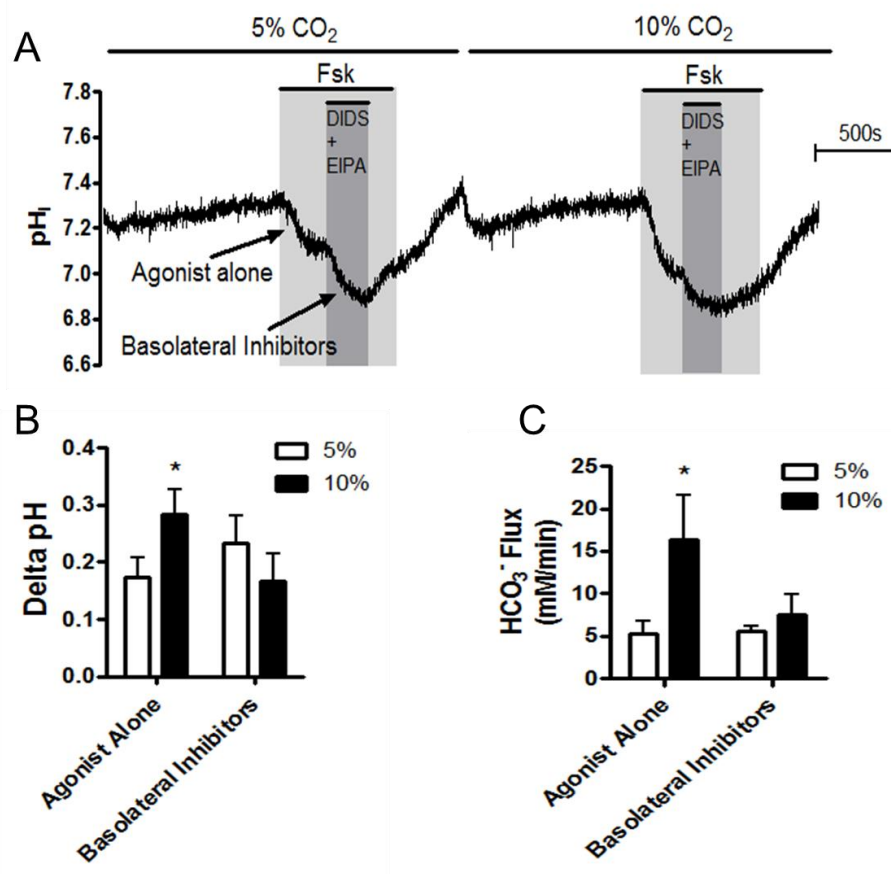 A
5% CO2
10% CO2
Fsk
Fsk
DIDS
+
EIPA
DIDS
+
EIPA
500s
7.8
7.6
7.4
7.2
7.0
6.8
6.6
pHI
Agonist alone
Basolateral Inhibitors
B
0.4
0.3
0.2
0.1
0.0
Delta pH
*
5%
10%
Agonist Alone
Basolateral Inhibitors
C
25
20
15
10
5
0
HCO3- Flux
(mM/min)
*
5%
10%
Agonist Alone
Basolateral Inhibitors